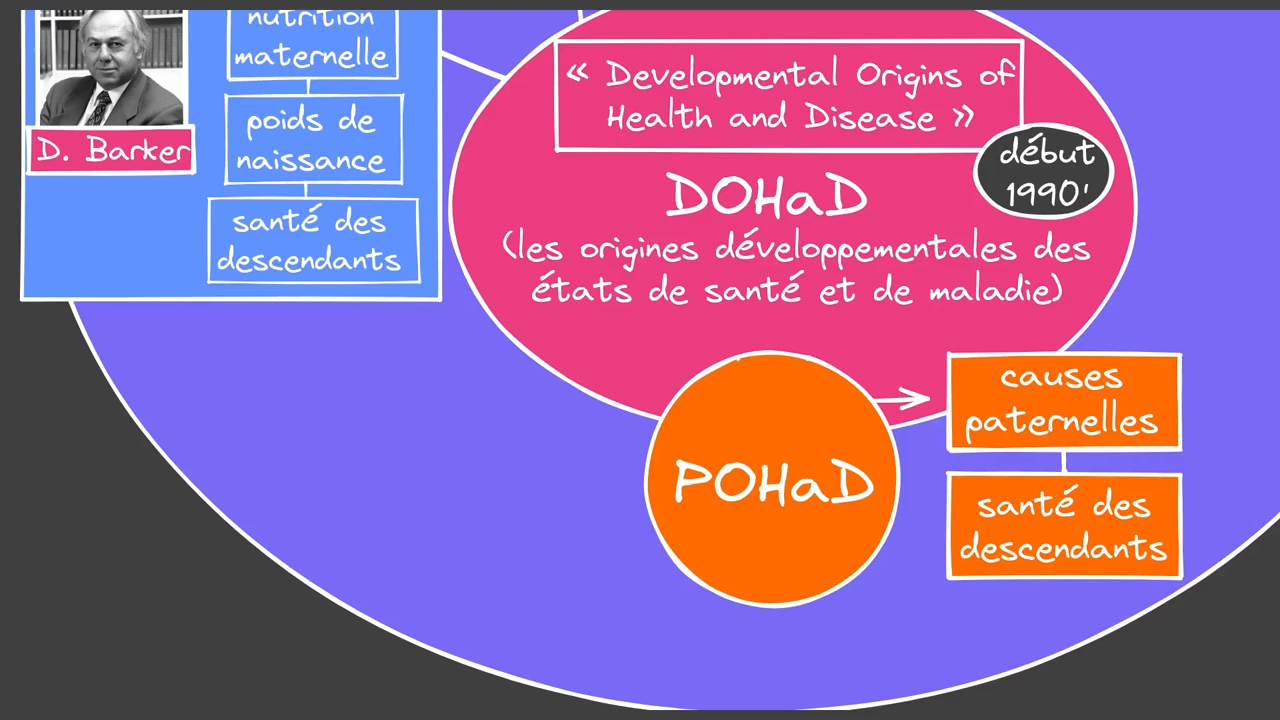 nutrition
maternelle
poids de
naissance
santé des
descendants
D. Barker
« Developmental Origins of
Health and Disease »
début
1990'
DOHaD
(les origines développementales des
états de santé et de maladie)
POHaD
causes
paternelles
santé des
descendants